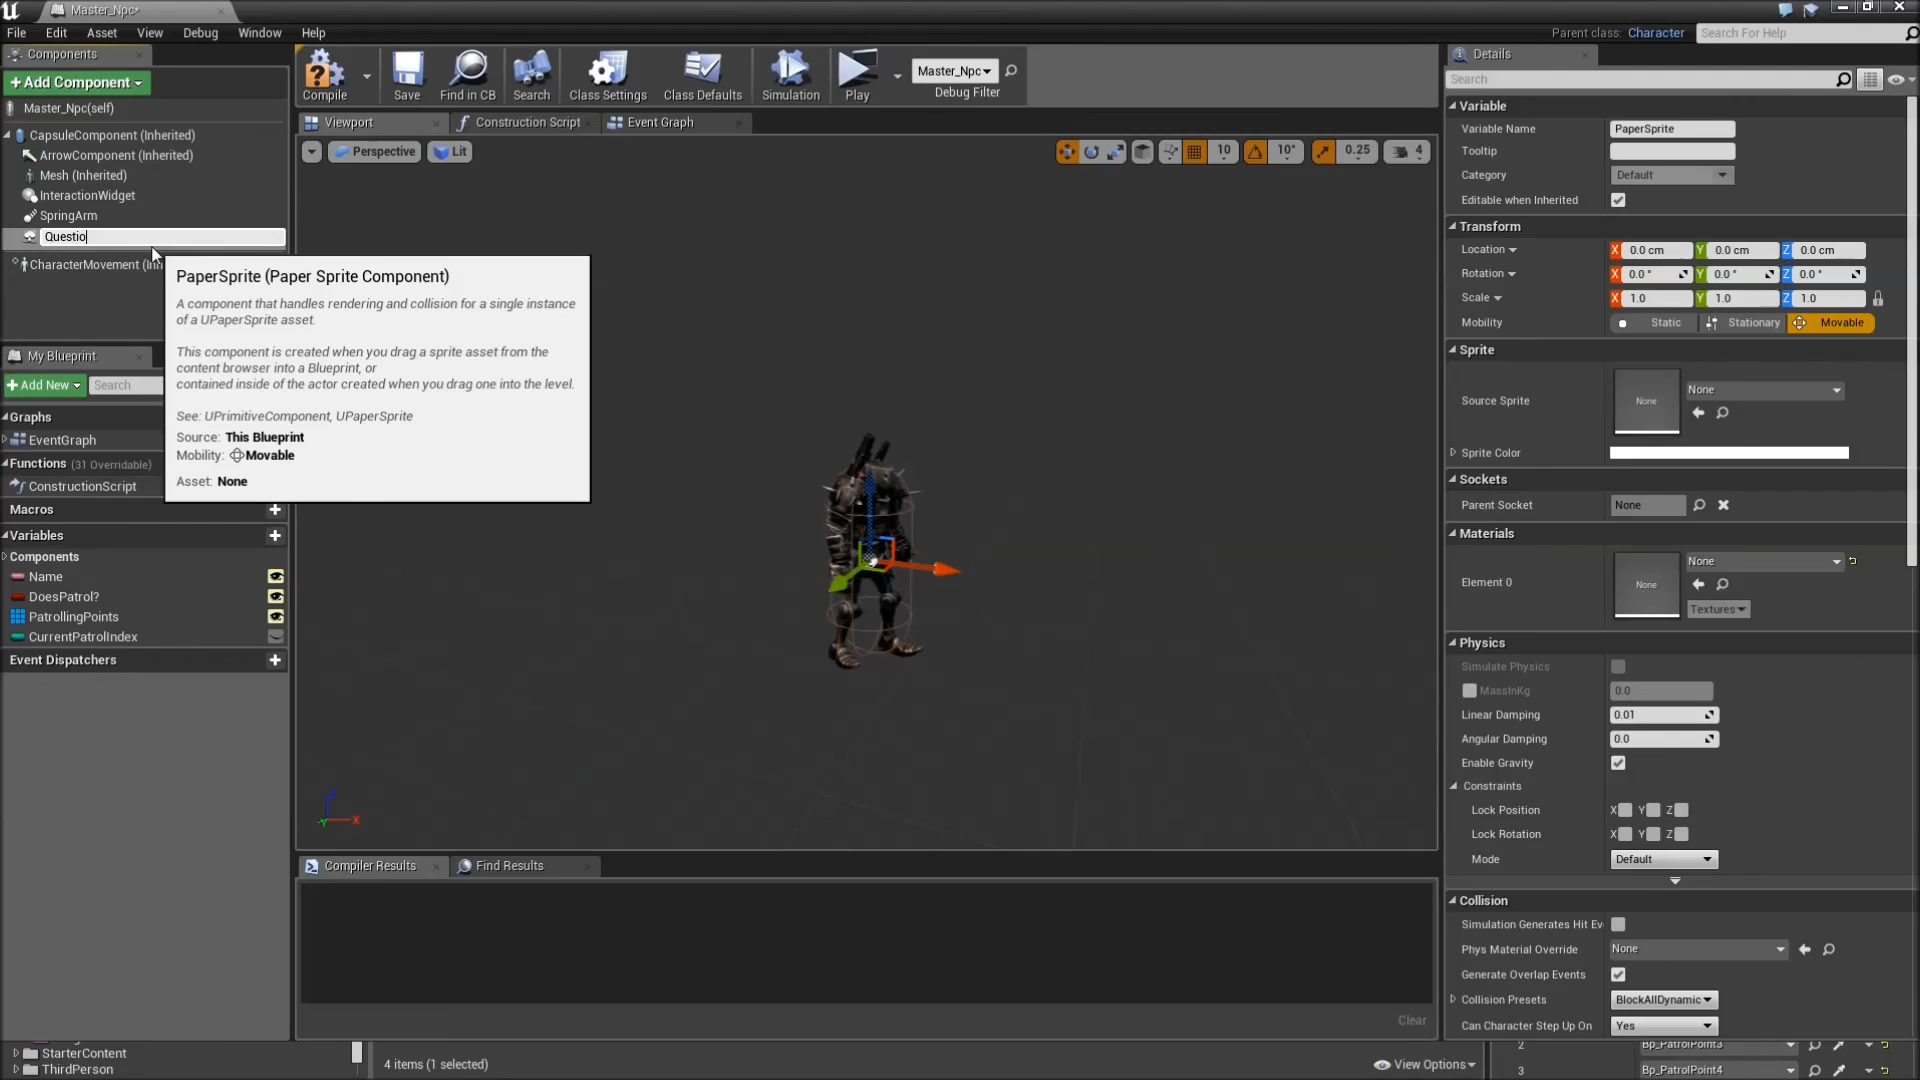 Master_Npc*
File Edit Asset View Debug Window Help
Parent class: Character
Search For Help
Components
+Add Component
Master_Npc(self)
CapsuleComponent (Inherited)
ArrowComponent (Inherited)
Mesh (Inherited)
InteractionWidget
SpringArm
Questio
CharacterMovement (Inh
Compile
Save
Find in CB
Search
Class Settings
Class Defaults
Simulation
Play
Master_Npc
Debug Filter
Viewport
Construction Script
Event Graph
Perspective
Lit
10
10°
0.25
4
PaperSprite (Paper Sprite Component)
A component that handles rendering and collision for a single instance
of a UPaperSprite asset.
This component is created when you drag a sprite asset from the
content browser into a Blueprint, or
contained inside of the actor created when you drag one into the level.
See: UPrimitiveComponent, UPaperSprite
Source: This Blueprint
Mobility: Movable
Asset: None
My Blueprint
+Add New
Search
Graphs
EventGraph
Functions (31 Overridable)
ConstructionScript
Macros
Variables
Components
Name
DoesPatrol?
PatrollingPoints
CurrentPatrolIndex
Event Dispatchers
X
Compiler Results
Find Results
Clear
StarterContent
ThirdPerson
4 items (1 selected)
View Options
Details
Search
Variable
Variable Name PaperSprite
Tooltip
Category Default
Editable when Inherited
Transform
Location X 0.0 cm Y 0.0 cm Z 0.0 cm
Rotation X 0.0 ° Y 0.0 ° Z 0.0 °
Scale X 1.0 Y 1.0 Z 1.0
Mobility Static Stationary Movable
Sprite
Source Sprite None None
Sprite Color
Sockets
Parent Socket None
Materials
Element 0 None None
Textures
Physics
Simulate Physics
MassInKg 0.0
Linear Damping 0.01
Angular Damping 0.0
Enable Gravity
Constraints
Lock Position X Y Z
Lock Rotation X Y Z
Mode Default
Collision
Simulation Generates Hit Ev
Phys Material Override None
Generate Overlap Events
Collision Presets BlockAllDynamic
Can Character Step Up On Yes
2 Bp_PatrolPoint3
3 Bp_PatrolPoint4